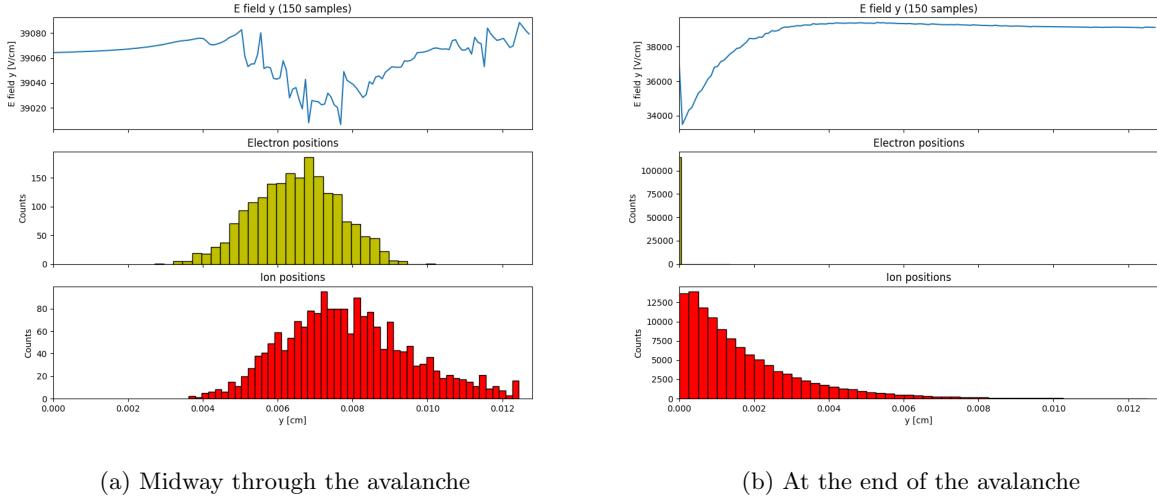 E field y (150 samples)
E field y [V/cm]
39080
39060
39040
39020
Electron positions
Counts
150
100
50
0
Ion positions
Counts
80
60
40
20
0
0.000 0.002 0.004 0.006 0.008 0.010 0.012
y [cm]
(a) Midway through the avalanche
E field y (150 samples)
E field y [V/cm]
38000
36000
34000
Electron positions
Counts
100000
75000
50000
25000
0
Ion positions
Counts
12500
10000
7500
5000
2500
0
0.000 0.002 0.004 0.006 0.008 0.010 0.012
y [cm]
(b) At the end of the avalanche